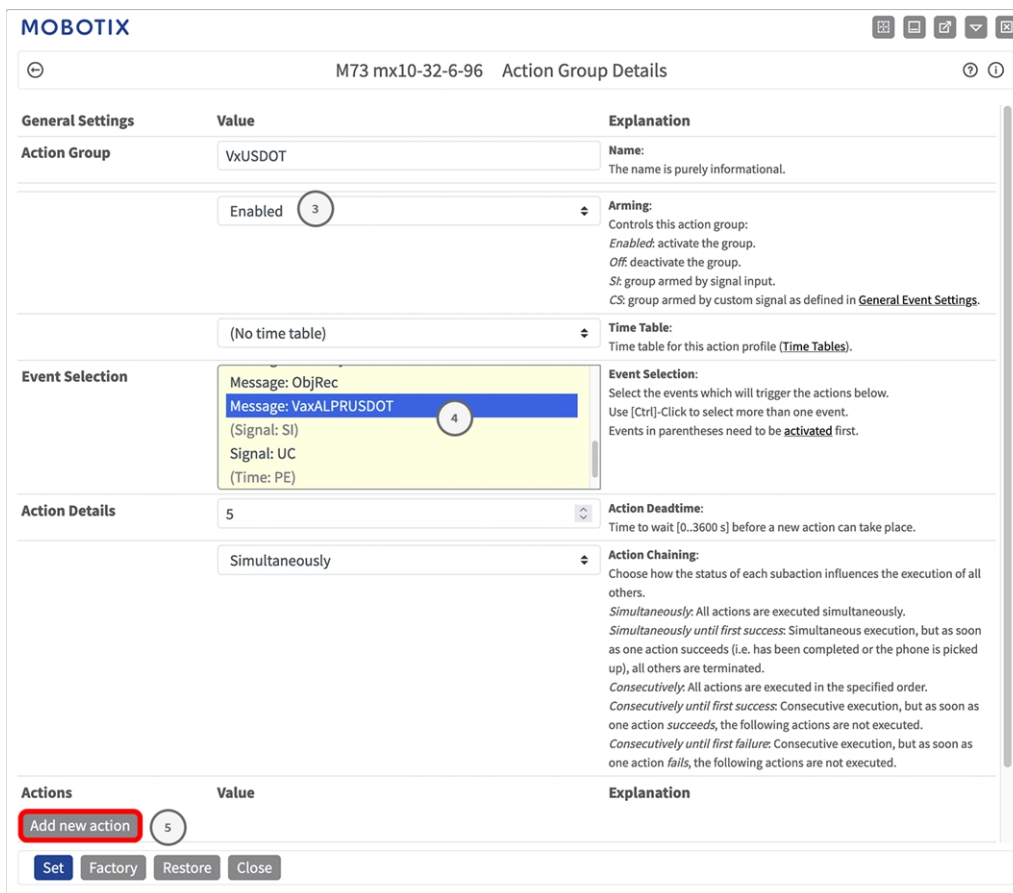 MOBOTIX
M73 mx10-32-6-96 Action Group Details
General Settings Value Explanation
Action Group VxUSDOT Name:
The name is purely informational.
Enabled 3 Arming:
Controls this action group:
Enabled: activate the group.
Off: deactivate the group.
SI: group armed by signal input.
CS: group armed by custom signal as defined in General Event Settings.
(No time table) Time Table:
Time table for this action profile (Time Tables).
Event Selection Event Selection:
Message: ObjRec Select the events which will trigger the actions below.
Message: VaxALPRUSDOT 4 Use [Ctrl]-Click to select more than one event.
(Signal: SI) Events in parentheses need to be activated first.
Signal: UC
(Time: PE)
Action Details 5 Action Deadtime:
Time to wait [0..3600 s] before a new action can take place.
Simultaneously Action Chaining:
Choose how the status of each subaction influences the execution of all
others.
Simultaneously: All actions are executed simultaneously.
Simultaneously until first success: Simultaneous execution, but as soon
as one action succeeds (i.e. has been completed or the phone is picked
up), all others are terminated.
Consecutively: All actions are executed in the specified order.
Consecutively until first success: Consecutive execution, but as soon as
one action succeeds, the following actions are not executed.
Consecutively until first failure: Consecutive execution, but as soon as
one action fails, the following actions are not executed.
Actions Value Explanation
Add new action 5
Set Factory Restore Close